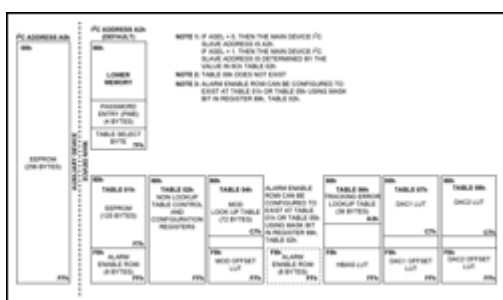 I²C ADDRESS A0h
I²C ADDRESS A2h
(DEFAULT)
NOTE 1: IF ASEL = 0, THEN THE MAIN DEVICE I²C
SLAVE ADDRESS IS A2h.
IF ASEL = 1, THEN THE MAIN DEVICE I²C
SLAVE ADDRESS IS DETERMINED BY THE
VALUE IN TABLE 02h.
NOTE 2: TABLE 00h DOES NOT EXIST
NOTE 3: ALARM ENABLE ROW CAN BE CONFIGURED TO
EXIST AT TABLE 01h OR TABLE 05h USING MASK
BIT IN REGISTER TABLE 02h.
00h
EEPROM
(256 BYTES)
FFh
AUXILIARY DEVICE
MAIN DEVICE
00h
LOWER
MEMORY
PASSWORD
ENTRY (PWE)
(4 BYTES)
TABLE SELECT
BYTE
7Fh
80h
TABLE 01h
EEPROM
(120 BYTES)
F7h
F8h
ALARM
ENABLE ROW
(8 BYTES)
FFh
80h
TABLE 02h
NON LOOKUP
TABLE CONTROL
AND
CONFIGURATION
REGISTERS
FFh
80h
TABLE 04h
MOD
LOOKUP TABLE
(72 BYTES)
C7h
F8h
MOD OFFSET
LUT
FFh
ALARM ENABLE
ROW CAN BE
CONFIGURED TO
EXIST AT TABLE
01h OR TABLE 05h
USING MASK BIT
IN REGISTER
TABLE 02h.
F8h
ALARM
ENABLE ROW
(8 BYTES)
FFh
80h
TABLE 06h
TRACKING ERROR
LOOKUP TABLE
(36 BYTES)
A3h
F8h
HBIAS LUT
FFh
80h
TABLE 07h
DAC1 LUT
C7h
F8h
DAC1 OFFSET
LUT
FFh
80h
TABLE 08h
DAC2 LUT
C7h
F8h
DAC2 OFFSET
LUT
FFh